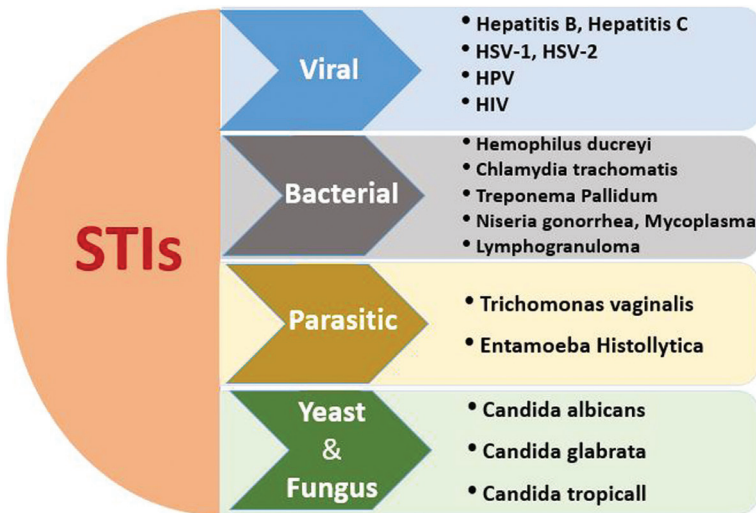 STIs
Viral
Hepatitis B, Hepatitis C
HSV-1, HSV-2
HPV
HIV
Bacterial
Hemophilus ducreyi
Chlamydia trachomatis
Treponema Pallidum
Niseria gonorrhea, Mycoplasma
Lymphogranuloma
Parasitic
Trichomonas vaginalis
Entamoeba Histollytica
Yeast
&
Fungus
Candida albicans
Candida glabrata
Candida tropicall